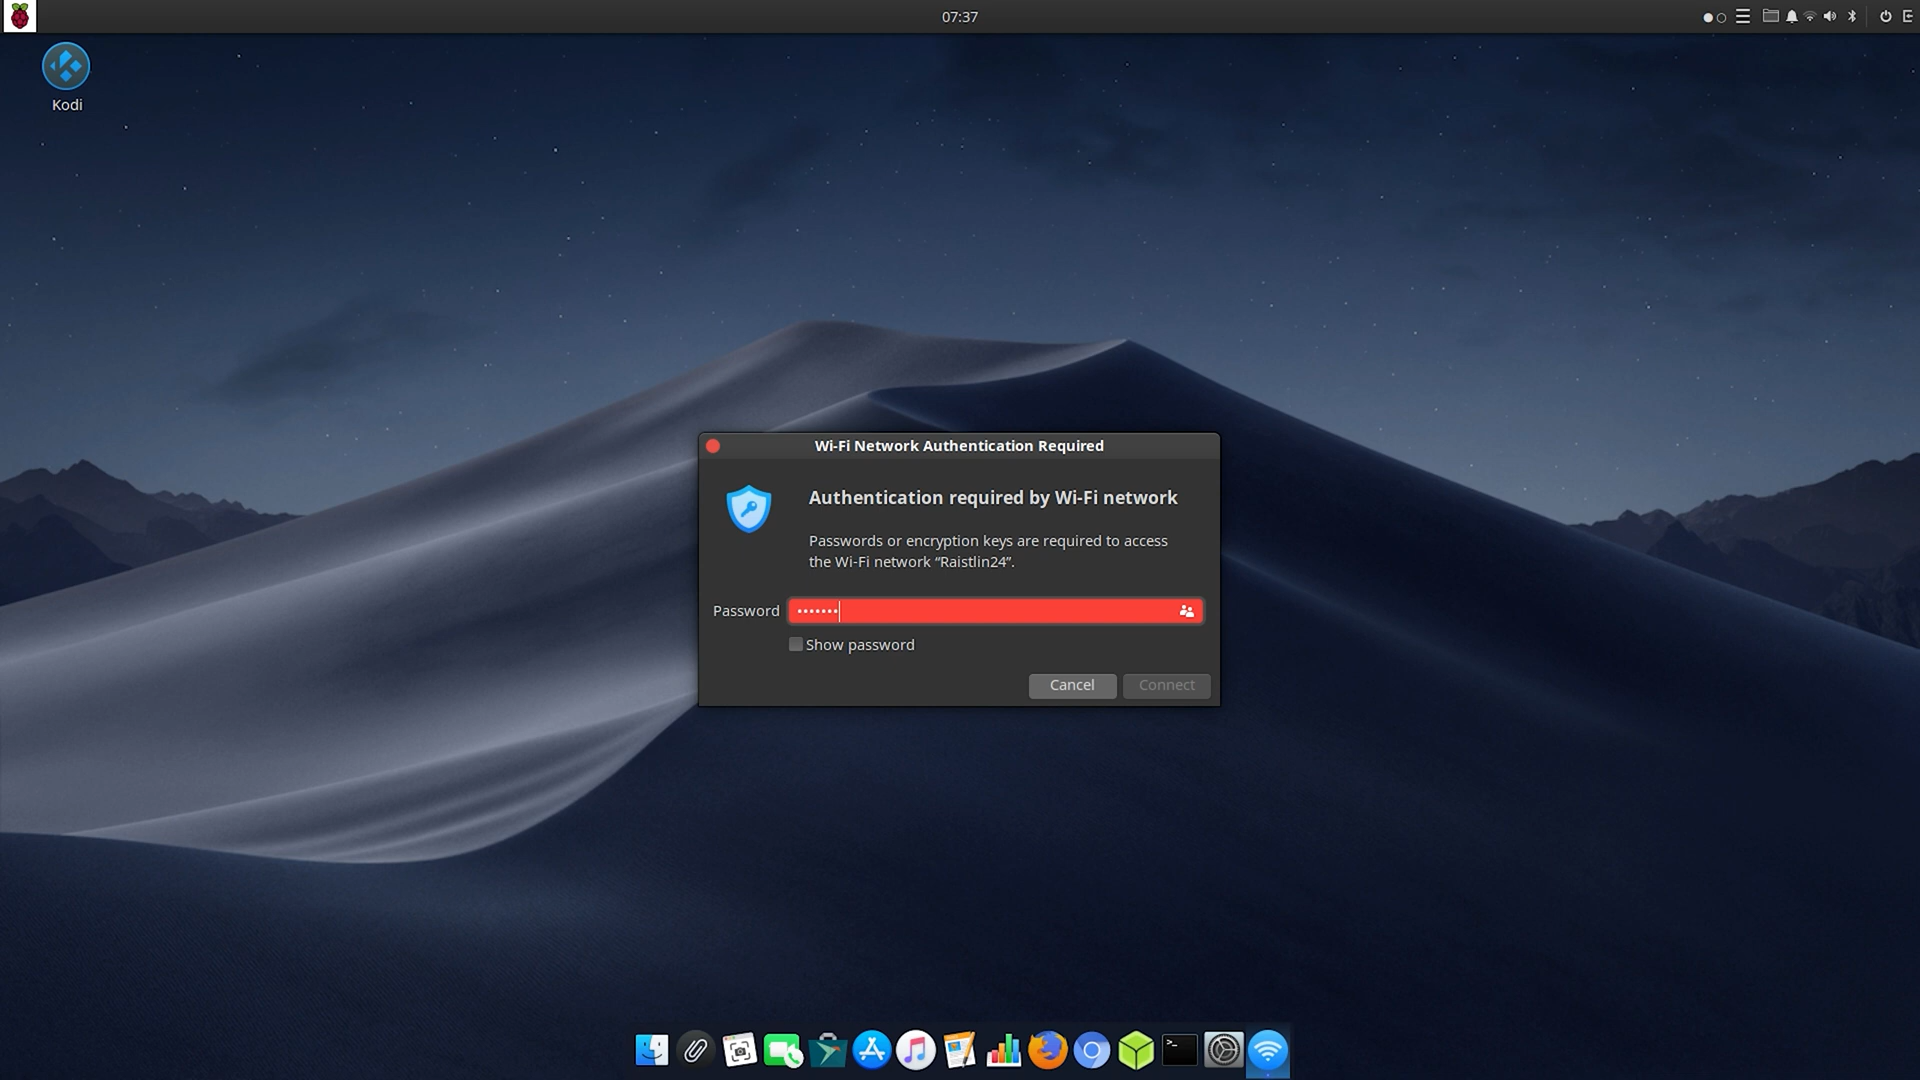 07:37
Kodi
Wi-Fi Network Authentication Required
Authentication required by Wi-Fi network
Passwords or encryption keys are required to access
the Wi-Fi network “Raistlin24”.
Password •••••••
Show password
Cancel Connect
>_